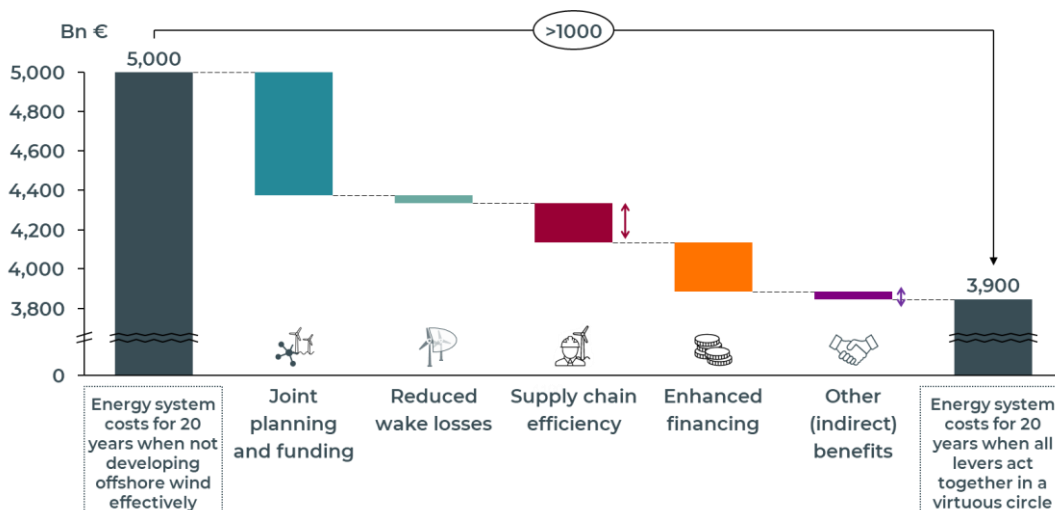 Bn €
>1000
5,000
5,000
4,800
4,600
4,400
4,200
4,000
3,800
0
3,900
Energy system
costs for 20
years when not
developing
offshore wind
effectively
Joint
planning
and funding
Reduced
wake losses
Supply chain
efficiency
Enhanced
financing
Other
(indirect)
benefits
Energy system
costs for 20
years when all
levers act
together in a
virtuous circle